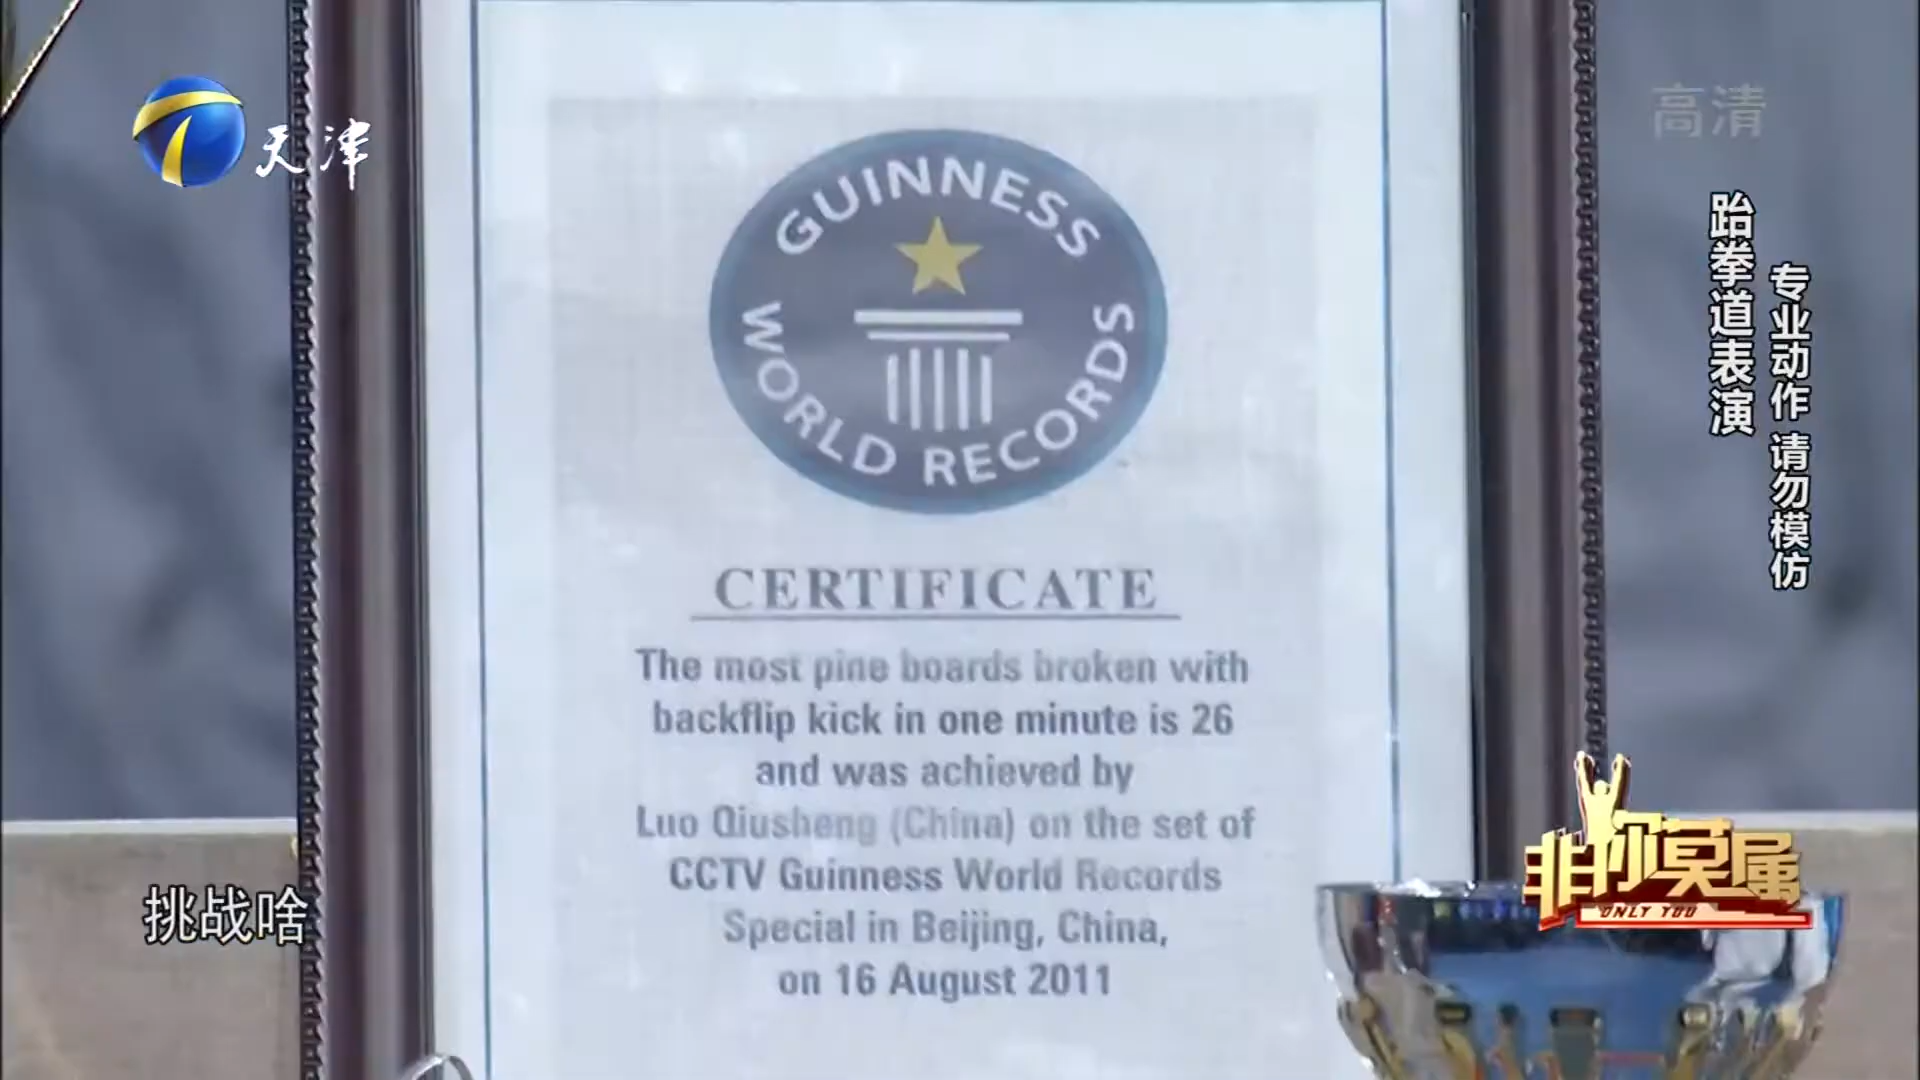 天津
高清
跆拳道表演
专业动作 请勿模仿
GUINNESS
WORLD RECORDS
CERTIFICATE
The most pine boards broken with
backflip kick in one minute is 26
and was achieved by
Luo Qiusheng (China) on the set of
CCTV Guinness World Records
Special in Beijing, China,
on 16 August 2011
挑战啥
非你莫属
ONLY YOU